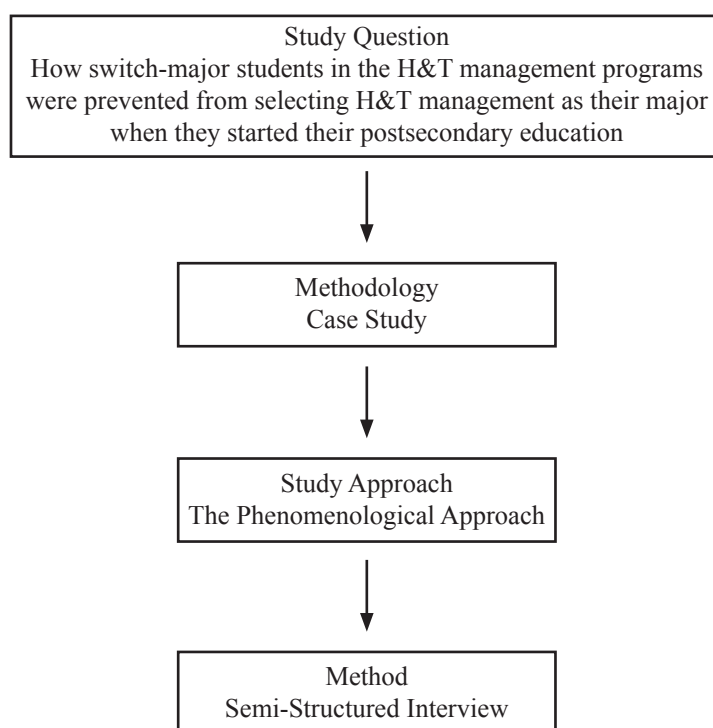 Study Question
How switch-major students in the H&T management programs
were prevented from selecting H&T management as their major
when they started their postsecondary education
Methodology
Case Study
Study Approach
The Phenomenological Approach
Method
Semi-Structured Interview